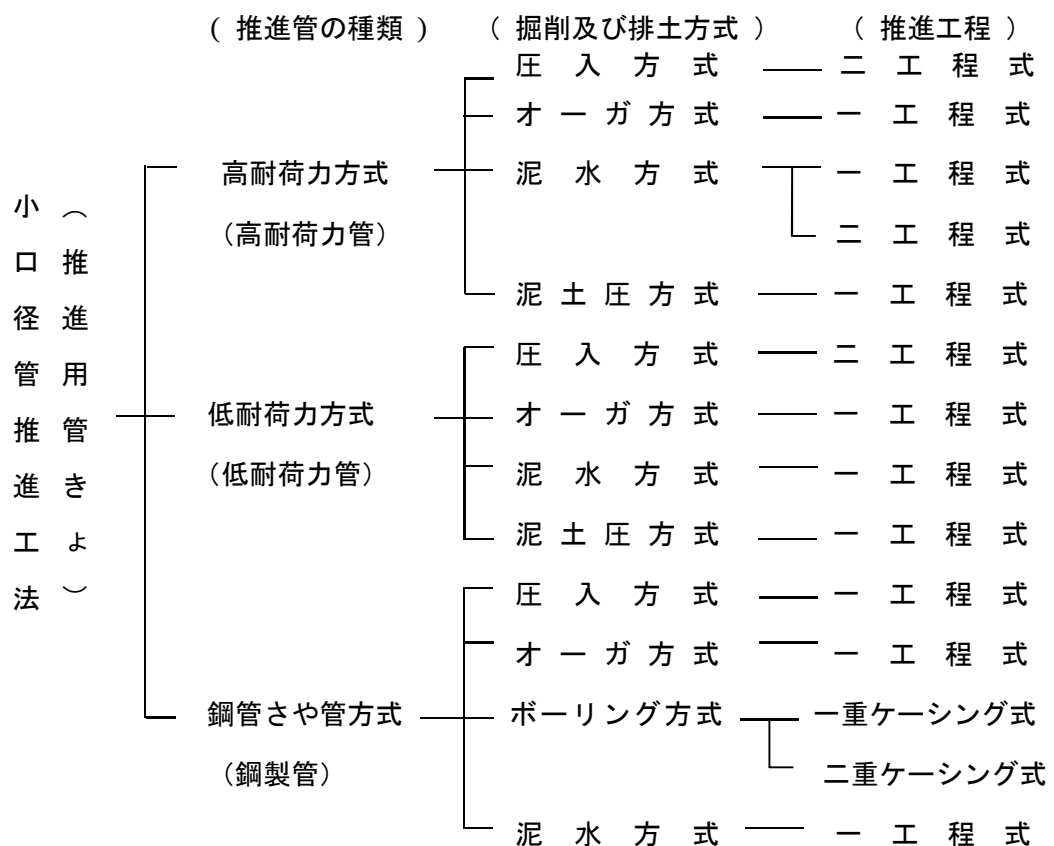 (推進管の種類) (掘削及び排土方式) (推進工程)
小口径管推進工法
(推進用管きょ)
高耐荷力方式
(高耐荷力管)
圧入方式 二工程式
オーガ方式 一工程式
泥水方式 一工程式
二工程式
泥土圧方式 一工程式
低耐荷力方式
(低耐荷力管)
圧入方式 二工程式
オーガ方式 一工程式
泥水方式 一工程式
泥土圧方式 一工程式
鋼管さや管方式
(鋼製管)
圧入方式 一工程式
オーガ方式 一工程式
ボーリング方式 一重ケーシング式
二重ケーシング式
泥水方式 一工程式